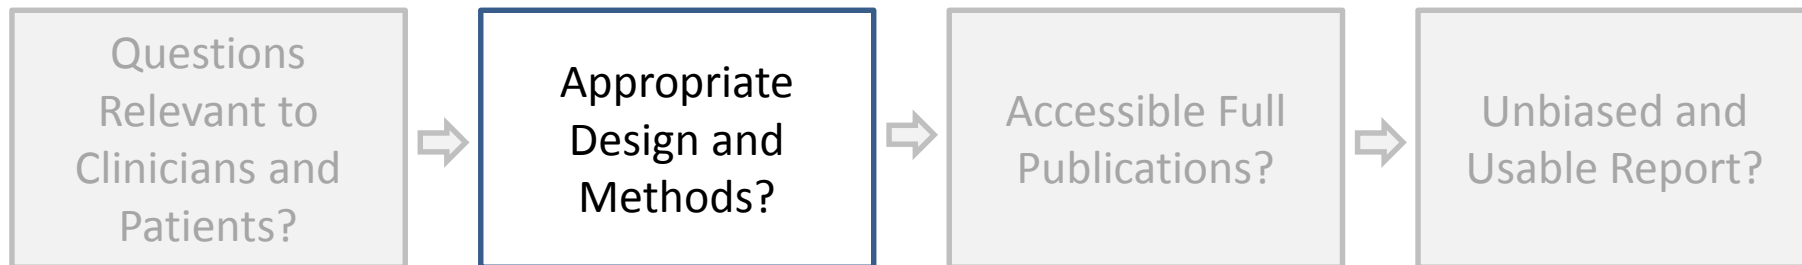 Questions
Relevant to
Clinicians and
Patients?
Appropriate
Design and
Methods?
Accessible Full
Publications?
Unbiased and
Usable Report?